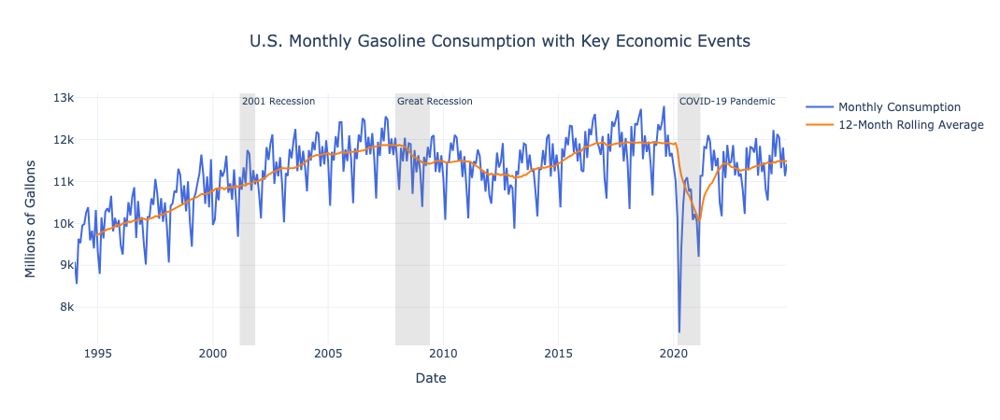 U.S. Monthly Gasoline Consumption with Key Economic Events
13k
12k
11k
10k
9k
8k
Millions of Gallons
2001 Recession
Great Recession
COVID-19 Pandemic
Monthly Consumption
12-Month Rolling Average
1995
2000
2005
2010
2015
2020
Date